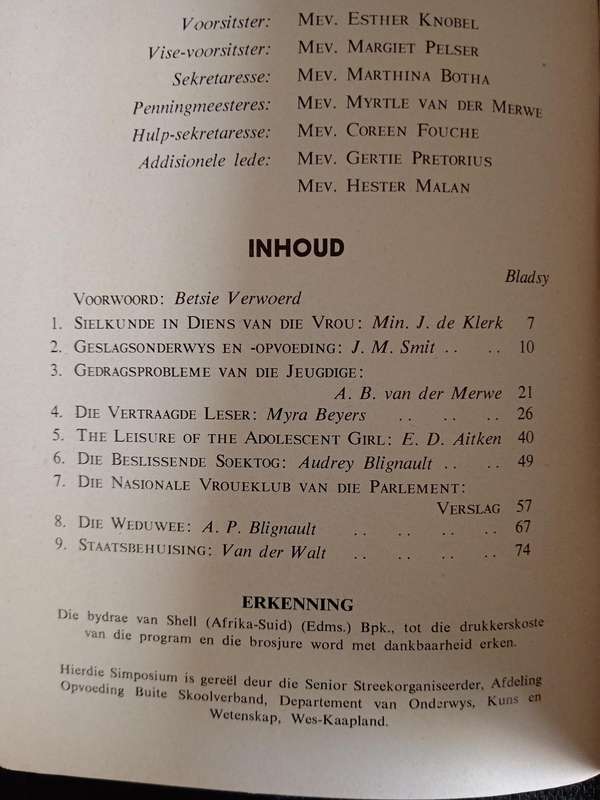 Voorsitster: Mev. Esther Knobel
Vise-voorsitster: Mev. Margiet Pelser
Sekretaresse: Mev. Marthina Botha
Penningmeesteres: Mev. Myrtle van der Merwe
Hulp-sekretaresse: Mev. Coreen Fouche
Addisionele lede: Mev. Gertie Pretorius
Mev. Hester Malan
INHOUD
Bladsy
Voorwoord: Betsie Verwoerd
1. Sielkunde in Diens van die Vrou: Min. J. de Klerk 7
2. Geslagsonderwys en -opvoeding: J. M. Smit .. .. 10
3. Gedragsprobleme van die Jeugdige:
A. B. van der Merwe 21
4. Die Vertraagde Leser: Myra Beyers .. .. .. 26
5. The Leisure of the Adolescent Girl: E. D. Aitken 40
6. Die Beslissende Soektog: Audrey Blignault .. .. 49
7. Die Nasionale Vroueklub van die Parlement:
Verslag 57
8. Die Weduwee: A. P. Blignault .. .. .. .. 67
9. Staatsbehuising: Van der Walt .. .. .. .. 74
ERKENNING
Die bydrae van Shell (Afrika-Suid) (Edms.) Bpk., tot die drukkerskoste
van die program en die brosjure word met dankbaarheid erken.
Hierdie Simposium is gereël deur die Senior Streekorganiseerder, Afdeling
Opvoeding Buite Skoolverband, Departement van Onderwys, Kuns en
Wetenskap, Wes-Kaapland.